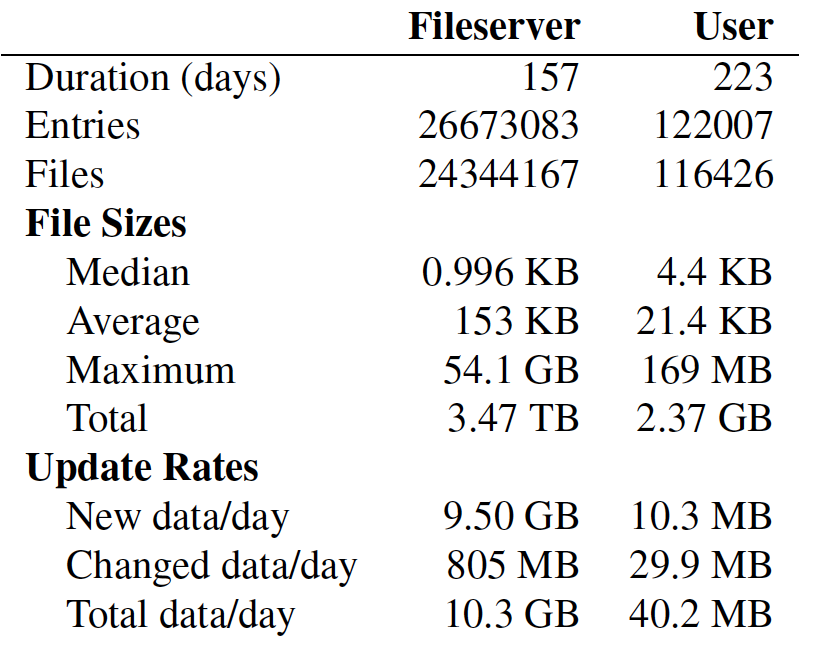 Fileserver User
Duration (days) 157 223
Entries 26673083 122007
Files 24344167 116426
File Sizes
Median 0.996 KB 4.4 KB
Average 153 KB 21.4 KB
Maximum 54.1 GB 169 MB
Total 3.47 TB 2.37 GB
Update Rates
New data/day 9.50 GB 10.3 MB
Changed data/day 805 MB 29.9 MB
Total data/day 10.3 GB 40.2 MB